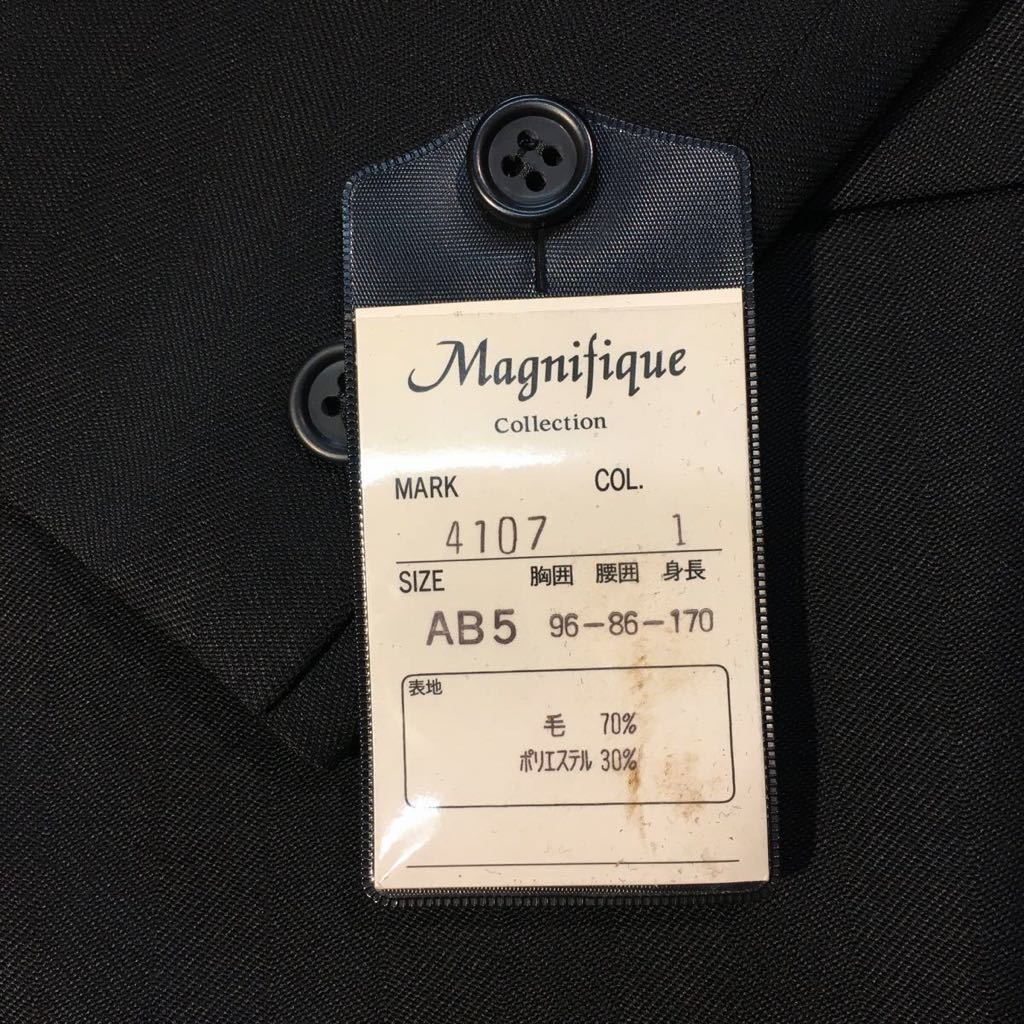 Magnifique
Collection
MARK COL.
4107 1
SIZE 胸囲 腰囲 身長
AB5 96-86-170
表地
毛 70%
ポリエステル 30%